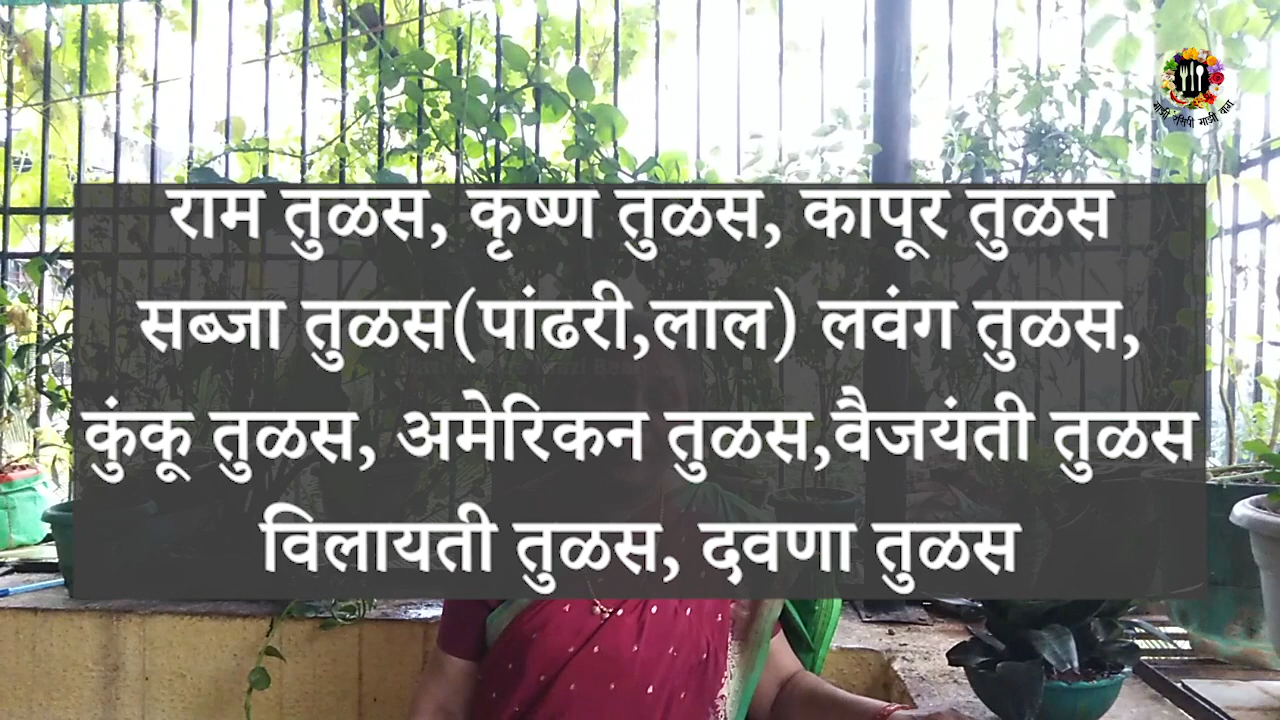 राम तुळस, कृष्ण तुळस, कापूर तुळस
सब्जा तुळस(पांढरी,लाल) लवंग तुळस,
कुंकू तुळस, अमेरिकन तुळस,वैजयंती तुळस
विलायती तुळस, दवणा तुळस
माझी रेसिपी माझी बाग